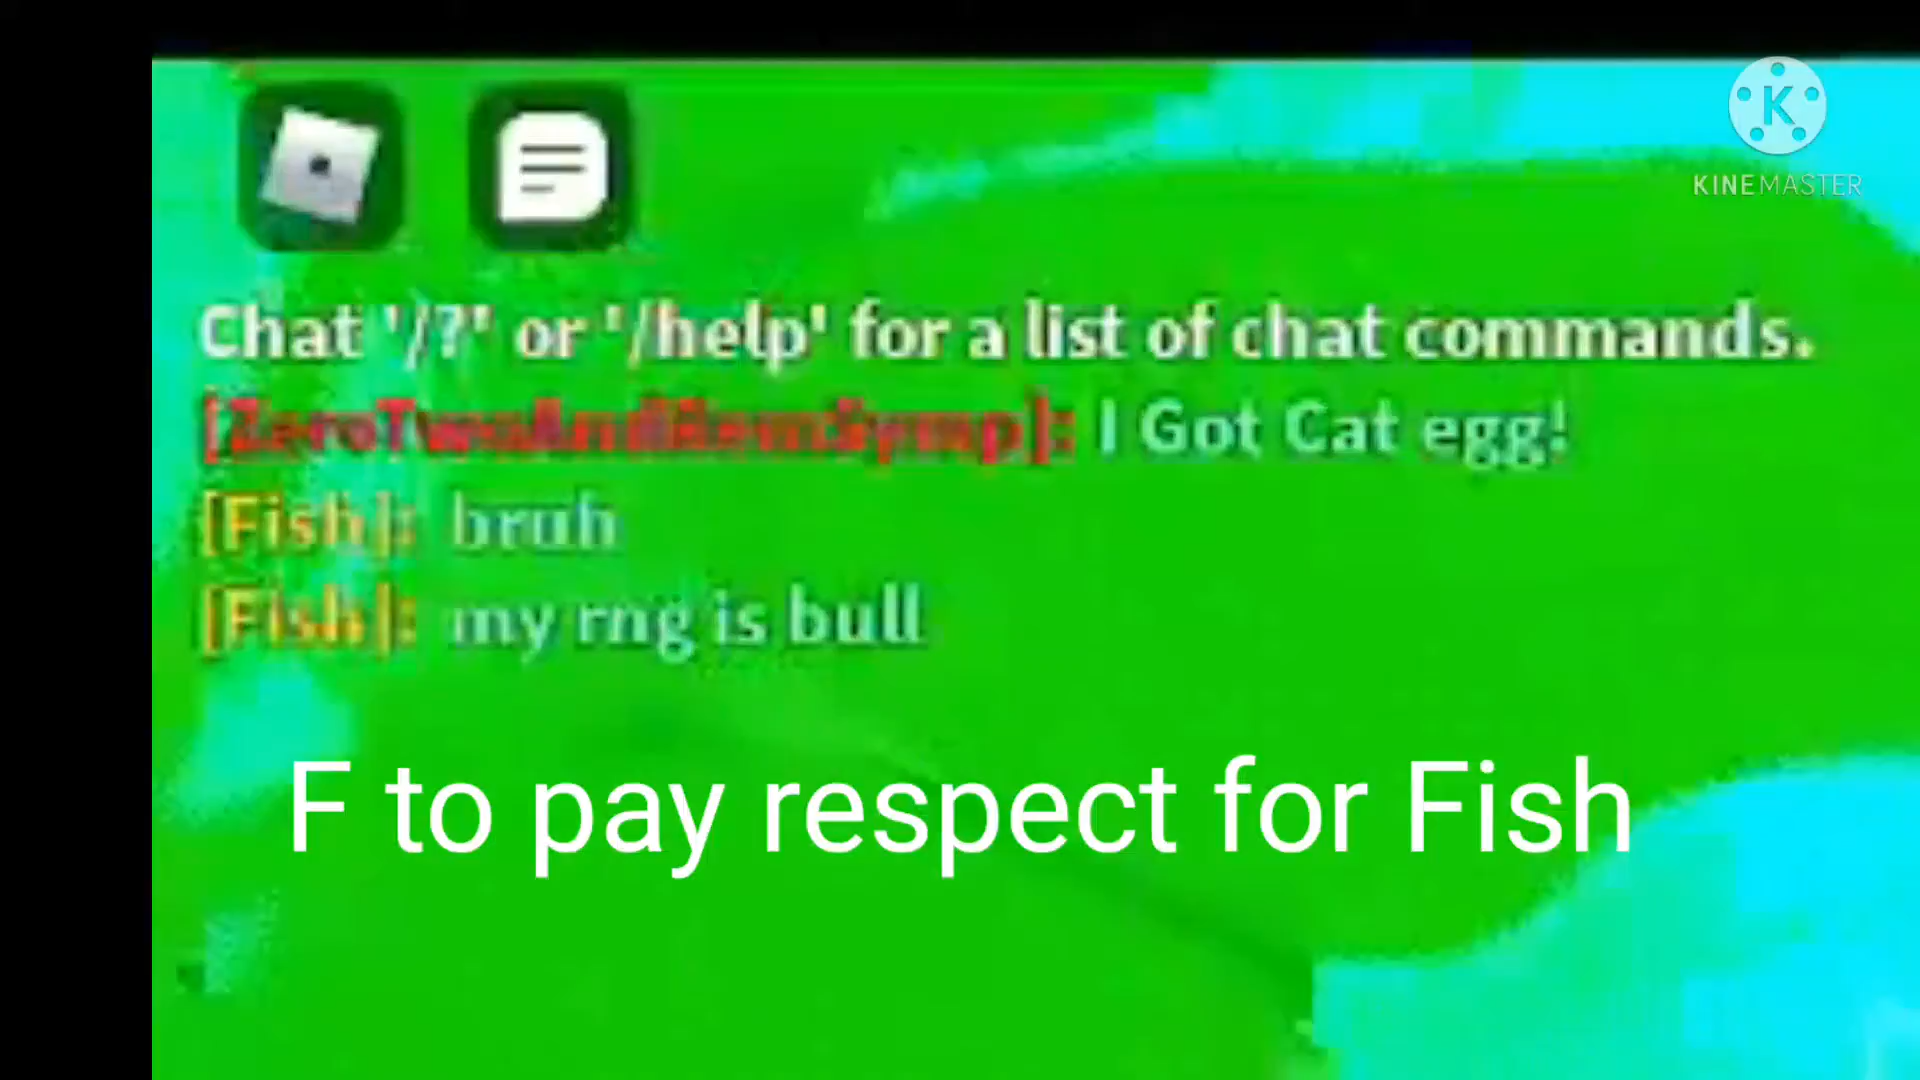 K
KINEMASTER
Chat '/?' or '/help' for a list of chat commands.
[ZeroTwoAndRemSymp]: I Got Cat egg!
[Fish]: bruh
[Fish]: my rng is bull
F to pay respect for Fish